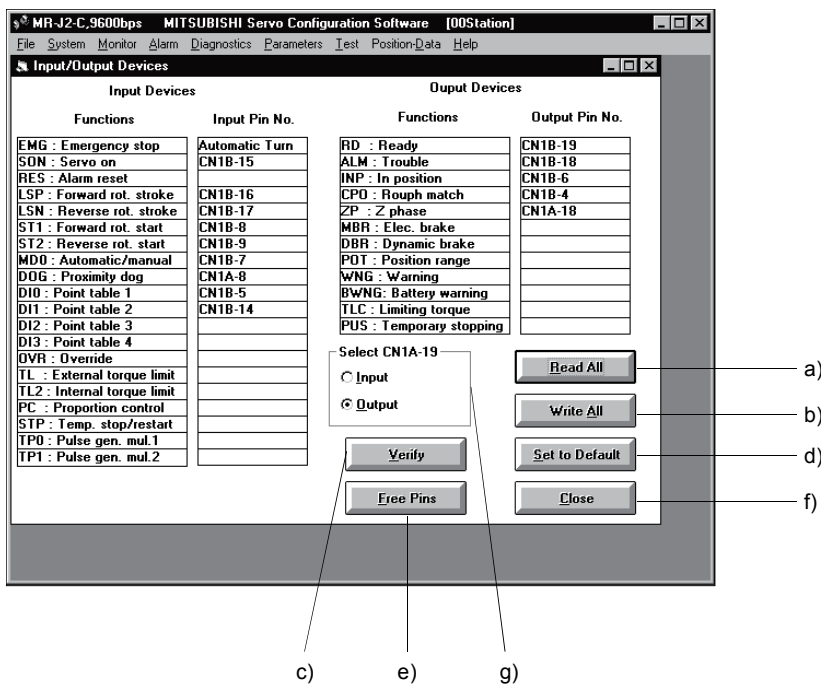 MR-J2-C,9600bps MITSUBISHI Servo Configuration Software [00Station]
File System Monitor Alarm Diagnostics Parameters Test Position-Data Help
Input/Output Devices
Input Devices
Functions Input Pin No.
EMG : Emergency stop Automatic Turn
SON : Servo on CN1B-15
RES : Alarm reset
LSP : Forward rot. stroke CN1B-16
LSN : Reverse rot. stroke CN1B-17
ST1 : Forward rot. start CN1B-8
ST2 : Reverse rot. start CN1B-9
MD0 : Automatic/manual CN1B-7
DOG : Proximity dog CN1A-8
DI0 : Point table 1 CN1B-5
DI1 : Point table 2 CN1B-14
DI2 : Point table 3
DI3 : Point table 4
OVR : Override
TL : External torque limit
TL2 : Internal torque limit
PC : Proportion control
STP : Temp. stop/restart
TP0 : Pulse gen. mul.1
TP1 : Pulse gen. mul.2
Ouput Devices
Functions Output Pin No.
RD : Ready CN1B-19
ALM : Trouble CN1B-18
INP : In position CN1B-6
CPO : Rouph match CN1B-4
ZP : Z phase CN1A-18
MBR : Elec. brake
DBR : Dynamic brake
POT : Position range
WNG : Warning
BWNG: Battery warning
TLC : Limiting torque
PUS : Temporary stopping
Select CN1A-19
Input
Output
Read All a)
Write All b)
Verify Set to Default d)
Free Pins Close f)
c) e) g)